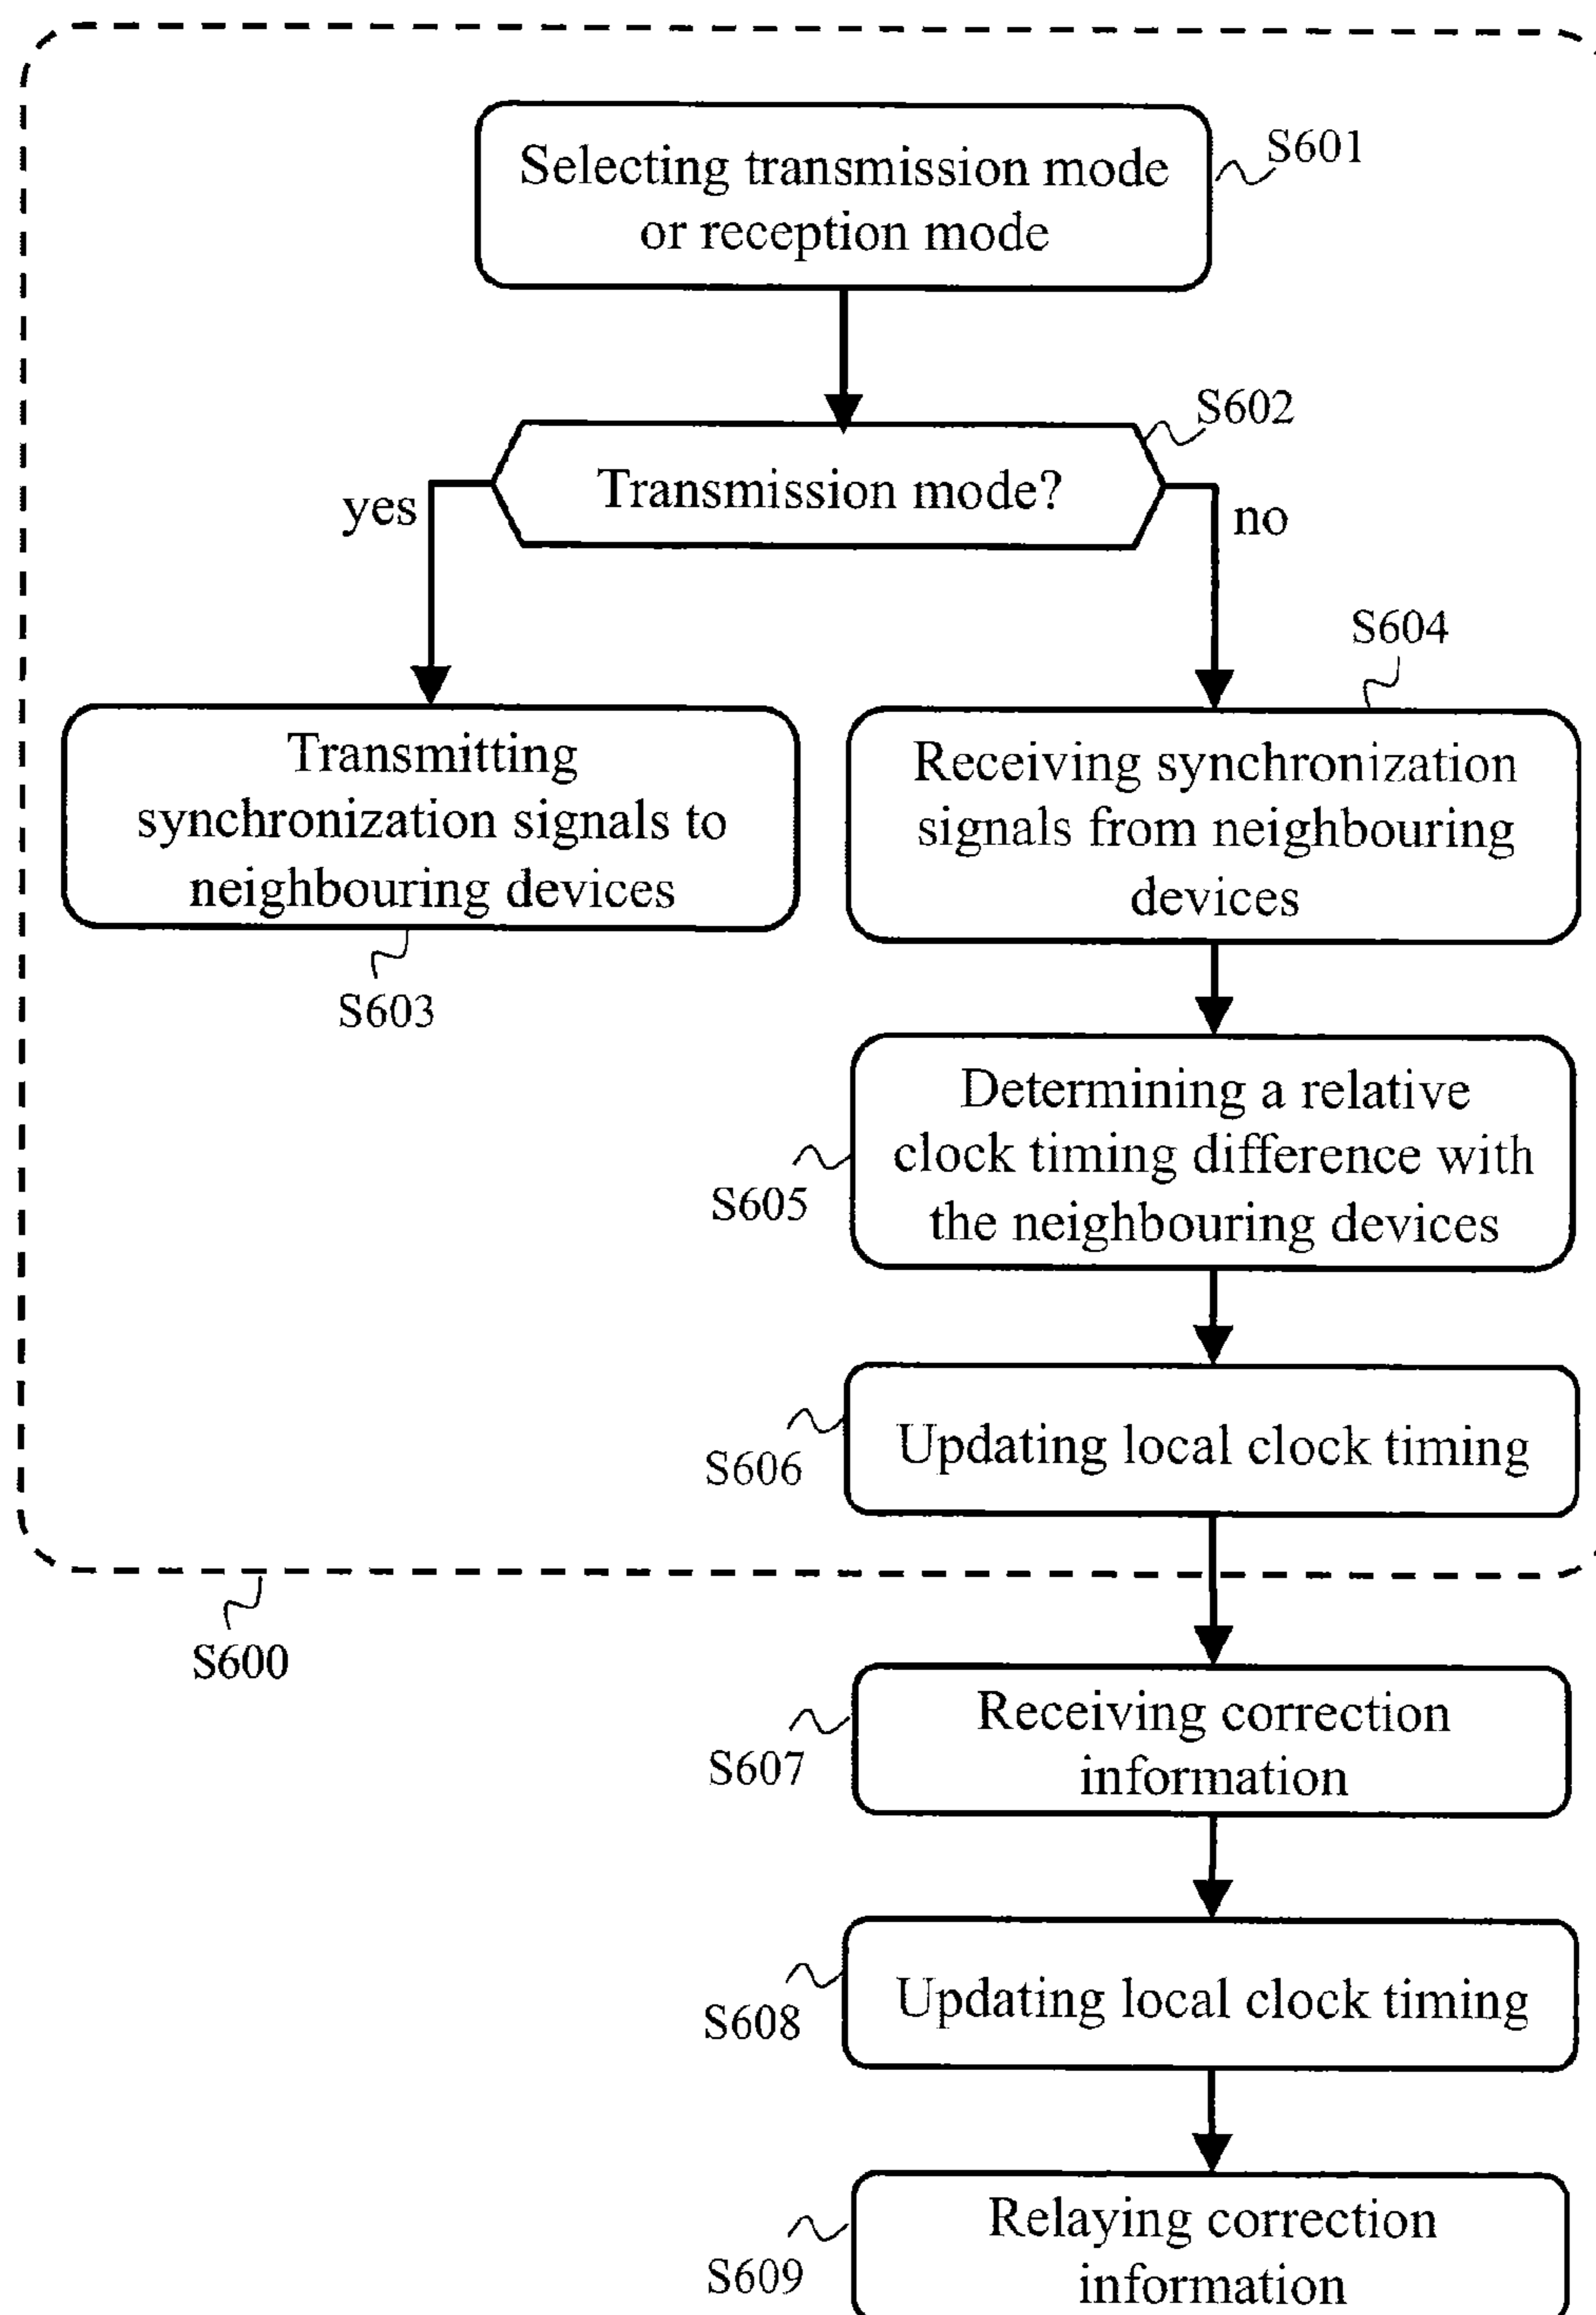 Selecting transmission mode
or reception mode
S601
S602
Transmission mode?
yes
no
S604
Transmitting
synchronization signals to
neighbouring devices
S603
Receiving synchronization
signals from neighbouring
devices
Determining a relative
clock timing difference with
the neighbouring devices
S605
Updating local clock timing
S606
S600
Receiving correction
information
S607
Updating local clock timing
S608
Relaying correction
information
S609